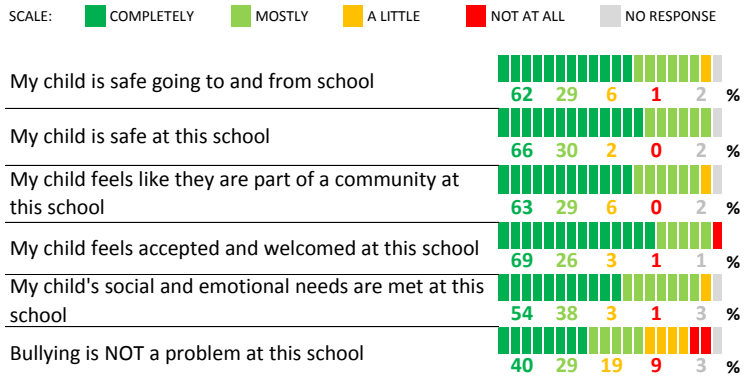 SCALE: COMPLETELY MOSTLY A LITTLE NOT AT ALL NO RESPONSE
My child is safe going to and from school
62 29 6 1 2 %
My child is safe at this school
66 30 2 0 2 %
My child feels like they are part of a community at
this school
63 29 6 0 2 %
My child feels accepted and welcomed at this school
69 26 3 1 1 %
My child's social and emotional needs are met at this
school
54 38 3 1 3 %
Bullying is NOT a problem at this school
40 29 19 9 3 %